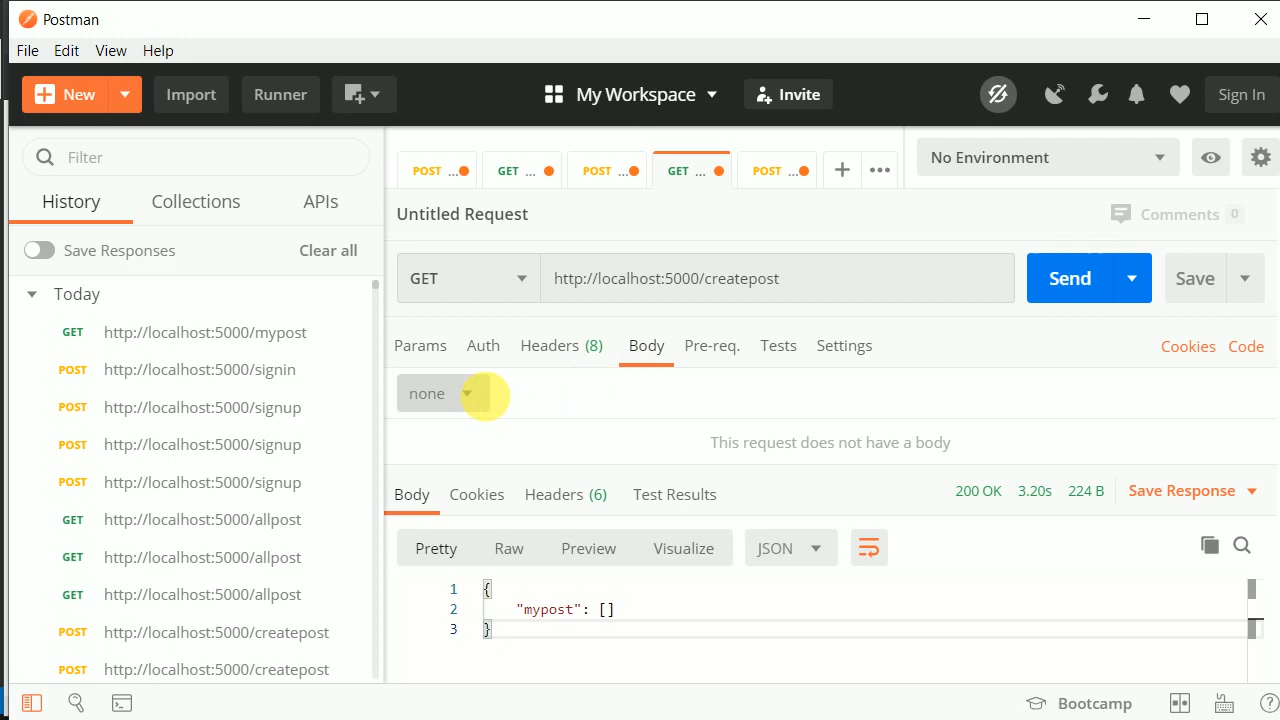 Postman
File Edit View Help
New Import Runner My Workspace Invite Sign In
Filter
POST ... GET ... POST ... GET ... POST ... + ••• No Environment
History Collections APIs
Untitled Request Comments 0
Save Responses Clear all
GET http://localhost:5000/createpost Send Save
Today
GET http://localhost:5000/mypost
Params Auth Headers (8) Body Pre-req. Tests Settings Cookies Code
POST http://localhost:5000/signin
none
POST http://localhost:5000/signup
This request does not have a body
POST http://localhost:5000/signup
POST http://localhost:5000/signup
Body Cookies Headers (6) Test Results 200 OK 3.20s 224 B Save Response
GET http://localhost:5000/allpost
Pretty Raw Preview Visualize JSON
GET http://localhost:5000/allpost
GET http://localhost:5000/allpost
1 {
2 "mypost": []
3 }
POST http://localhost:5000/createpost
POST http://localhost:5000/createpost
Bootcamp